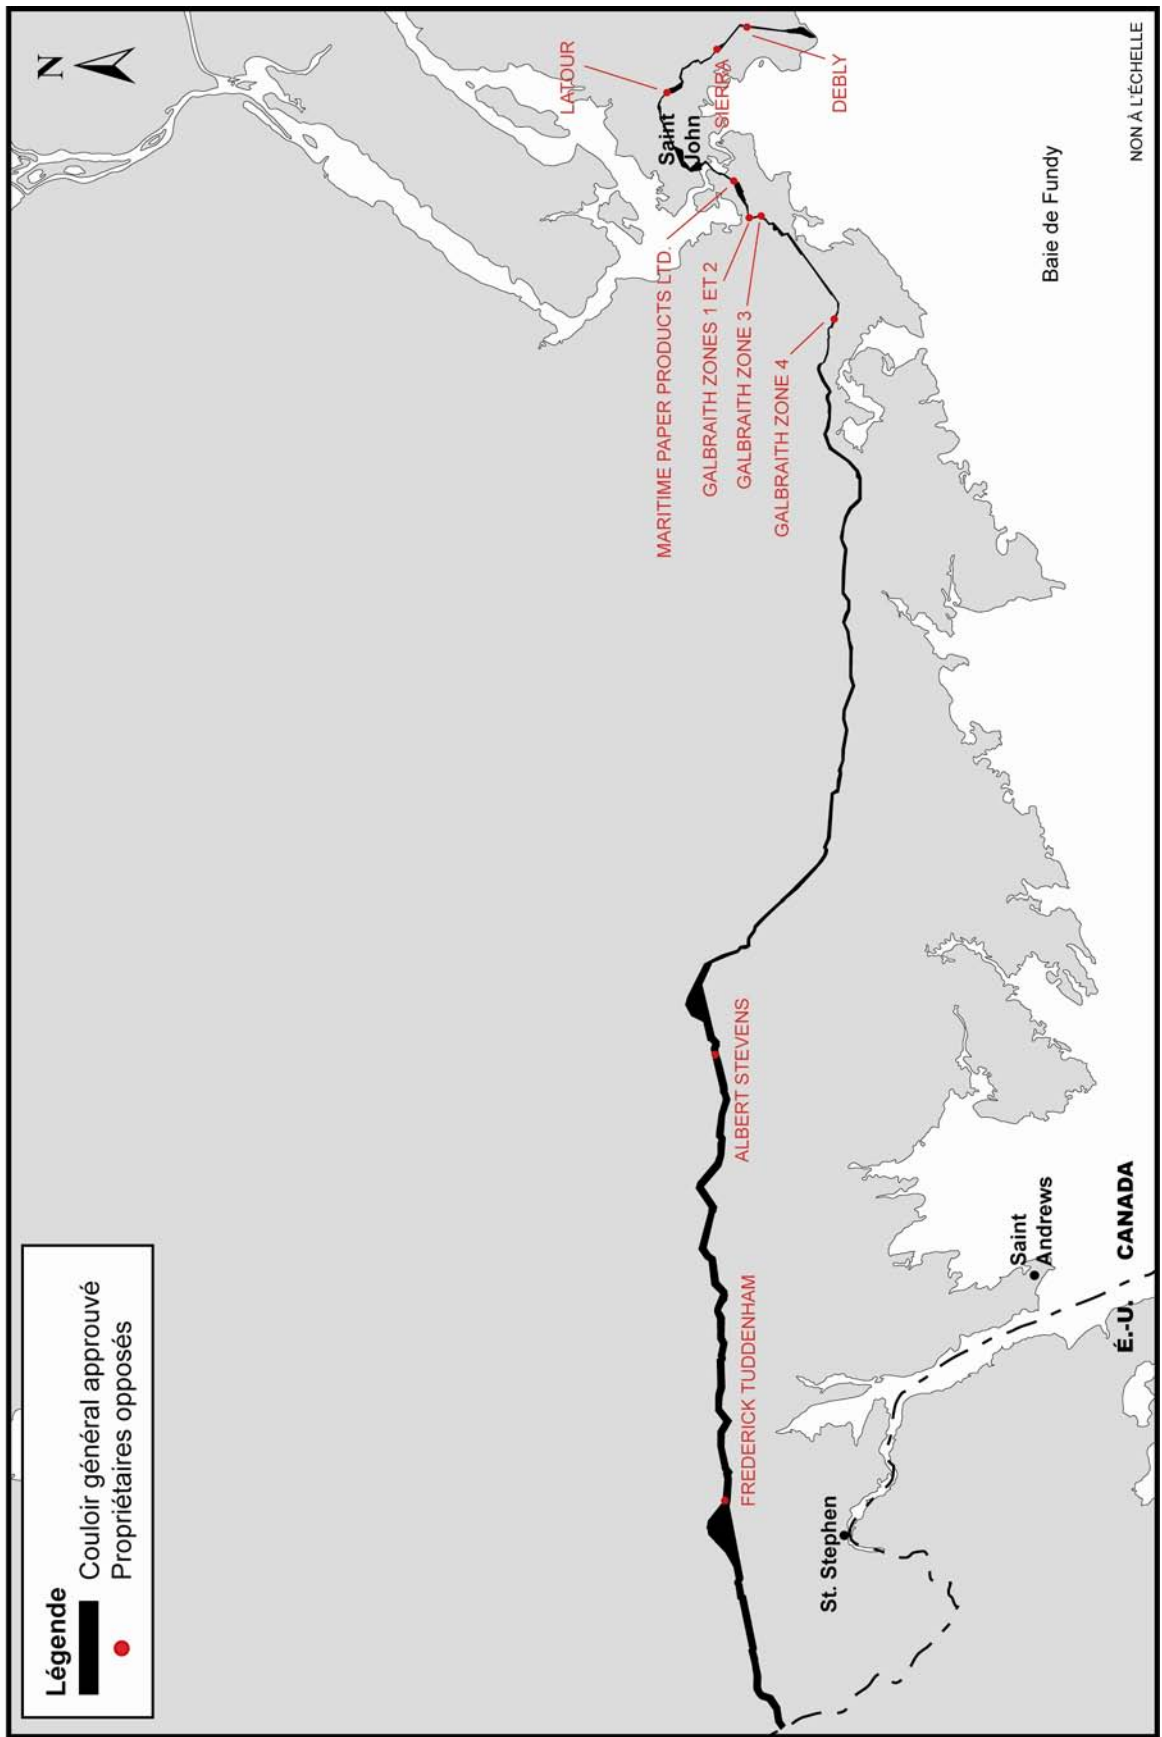 Légende
Couloir général approuvé
Propriétaires opposés
N
LATOUR
Saint
John
SIERRA
DEBLY
MARITIME PAPER PRODUCTS LTD.
GALBRAITH ZONES 1 ET 2
GALBRAITH ZONE 3
GALBRAITH ZONE 4
ALBERT STEVENS
FREDERICK TUDDENHAM
St. Stephen
Saint
Andrews
É.-U. CANADA
Baie de Fundy
NON À L'ÉCHELLE